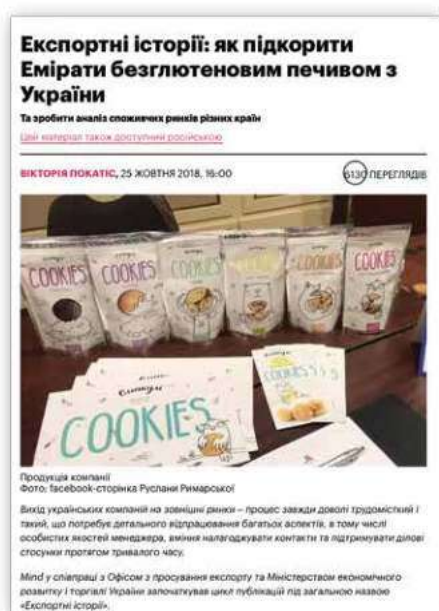 Експортні історії: як підкорити
Емірати безглютеновим печивом з
України
Та зробити аналіз споживчих ринків різних країн
Цей матеріал також доступний російською
ВІКТОРІЯ ПОКАТІС, 25 ЖОВТНЯ 2018, 16:00
6130 ПЕРЕГЛЯДІВ
COOKIES COOKIES COOKIES COOKIES COOKIES COOKIES
COOKIES
COOKIES
Продукція компанії
Фото: facebook-сторінка Руслани Римарської
Вихід українських компаній на зовнішні ринки – процес завжди доволі трудомісткий і
такий, що потребує детального відпрацювання багатьох аспектів, в тому числі
особистих якостей менеджера, вміння налагоджувати контакти та підтримувати ділові
стосунки протягом тривалого часу.
Mind у співпраці з Офісом з просування експорту та Міністерством економічного
розвитку і торгівлі України започаткував цикл публікацій під загальною назвою
«Експортні історії».